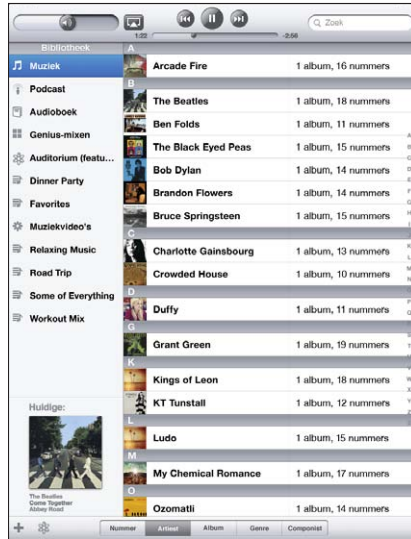 Zoek
1:22
-2:56
Bibliotheek
Muziek
Podcast
Audioboek
Genius-mixen
Auditorium (featu...
Dinner Party
Favorites
Muziekvideo's
Relaxing Music
Road Trip
Some of Everything
Workout Mix
Huidige:
The Beatles
Come Together
Abbey Road
A
Arcade Fire 1 album, 16 nummers
B
The Beatles 1 album, 18 nummers
Ben Folds 1 album, 11 nummers
The Black Eyed Peas 1 album, 15 nummers
Bob Dylan 1 album, 14 nummers
Brandon Flowers 1 album, 14 nummers
Bruce Springsteen 1 album, 15 nummers
C
Charlotte Gainsbourg 1 album, 13 nummers
Crowded House 1 album, 10 nummers
D
Duffy 1 album, 11 nummers
G
Grant Green 1 album, 19 nummers
K
Kings of Leon 1 album, 18 nummers
KT Tunstall 1 album, 12 nummers
L
Ludo 1 album, 15 nummers
M
My Chemical Romance 1 album, 17 nummers
O
Ozomatli 1 album, 14 nummers
Nummer Artiest Album Genre Componist